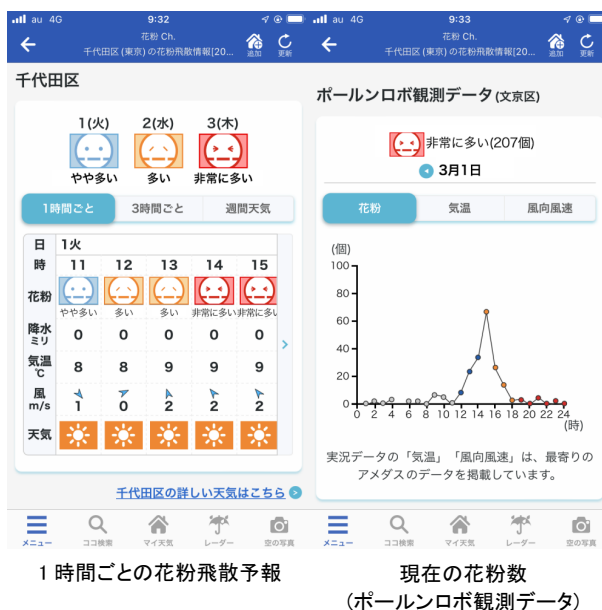 au 4G 9:32
花粉 Ch.
千代田区 (東京) の花粉飛散情報[20...
追加 更新
千代田区
1(火) 2(水) 3(木)
やや多い 多い 非常に多い
1時間ごと 3時間ごと 週間天気
日 1火
時 11 12 13 14 15
花粉
やや多い 多い 多い 非常に多い 非常に多い
降水 ミリ 0 0 0 0 0
気温 ℃ 8 8 9 9 9
風 m/s 1 0 2 2 2
天気
千代田区の詳しい天気はこちら
メニュー ココ検索 マイ天気 レーダー 空の写真
1時間ごとの花粉飛散予報
au 4G 9:33
花粉 Ch.
千代田区 (東京) の花粉飛散情報[20...
追加 更新
ポールンロボ観測データ(文京区)
非常に多い(207個)
3月1日
花粉 気温 風向風速
(個)
100
80
60
40
20
0
0 2 4 6 8 10 12 14 16 18 20 22 24
(時)
実況データの「気温」「風向風速」は、最寄りの
アメダスのデータを掲載しています。
メニュー ココ検索 マイ天気 レーダー 空の写真
現在の花粉数
(ポールンロボ観測データ)